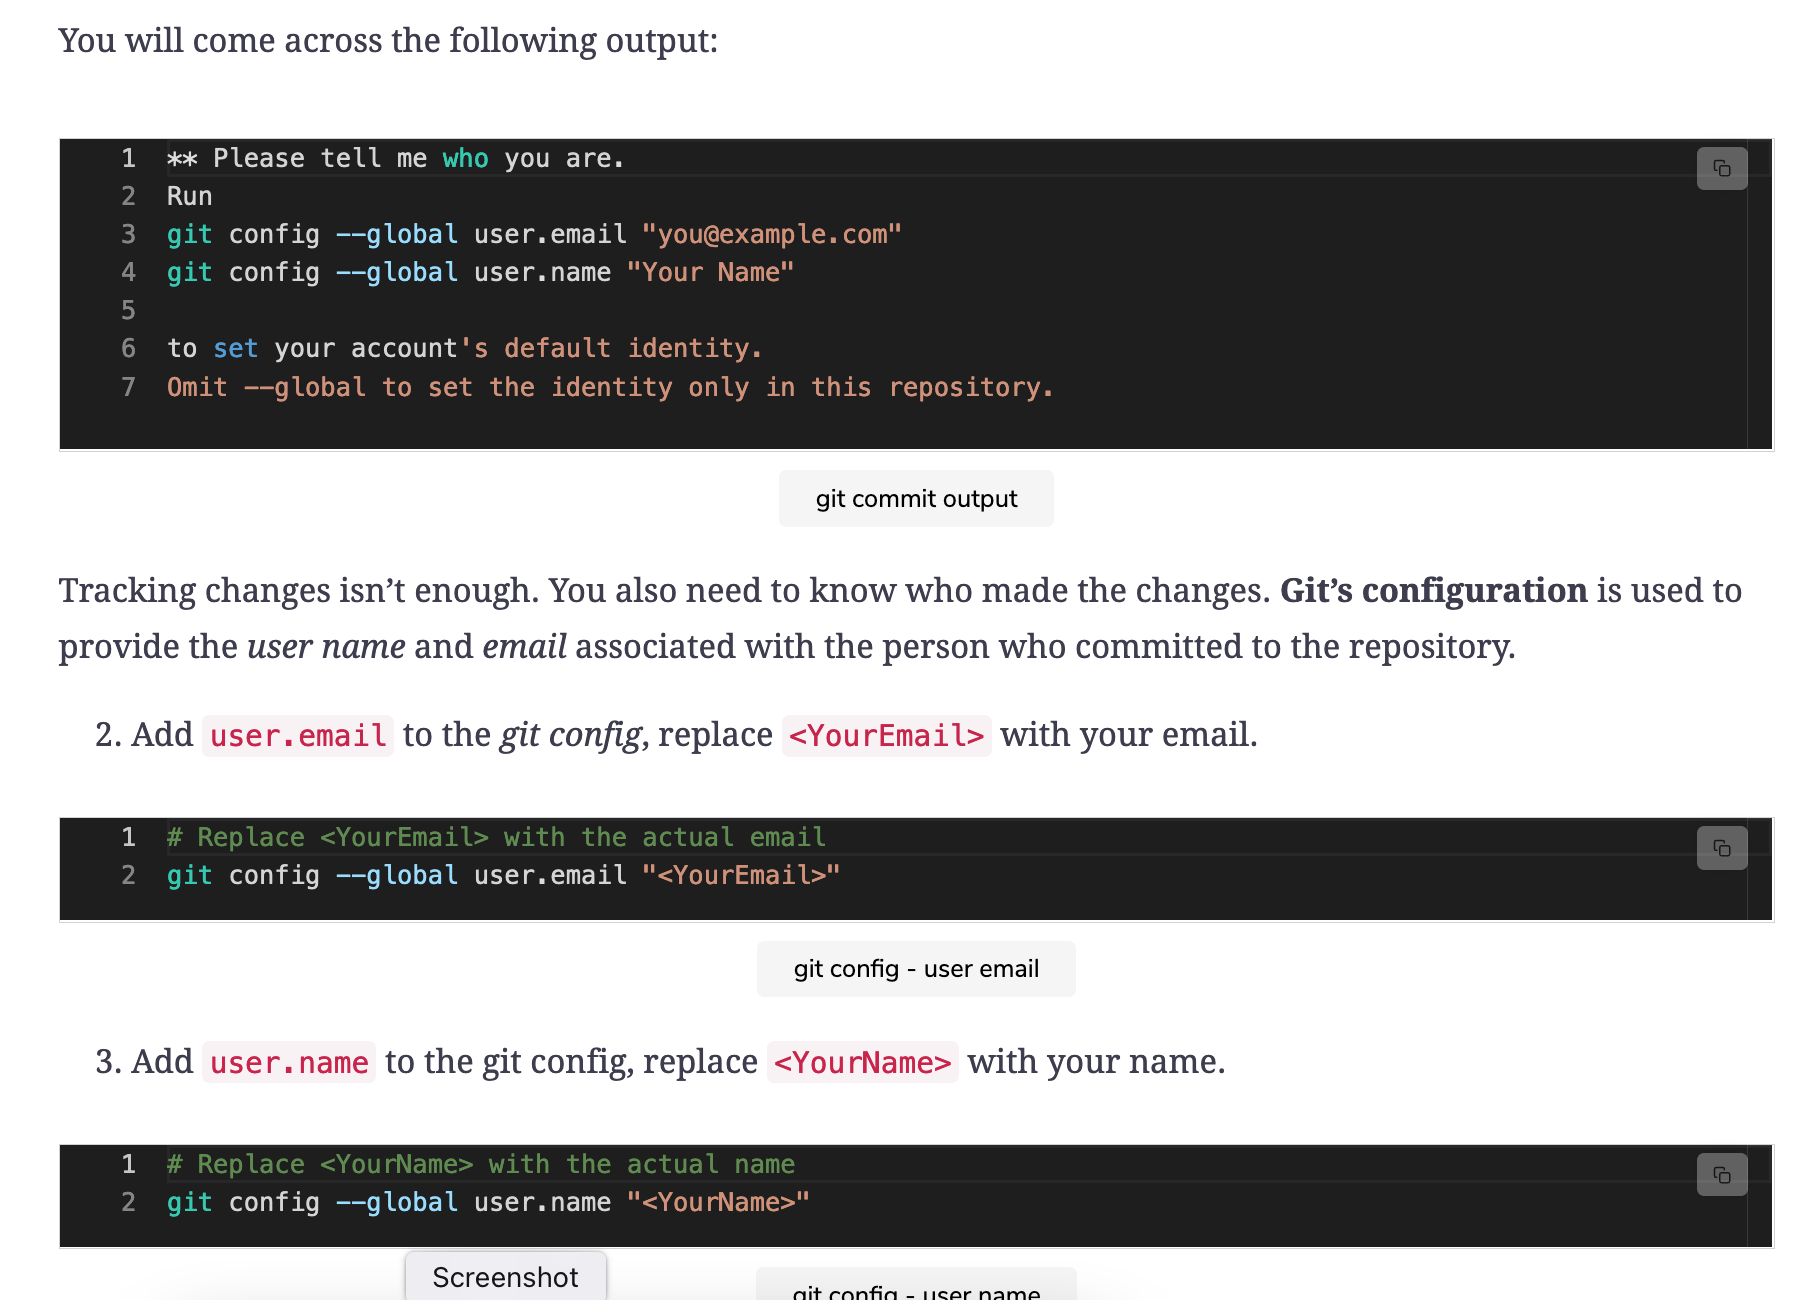 You will come across the following output:
1 ** Please tell me who you are.
2 Run
3 git config --global user.email "you@example.com"
4 git config --global user.name "Your Name"
5
6 to set your account's default identity.
7 Omit --global to set the identity only in this repository.
git commit output
Tracking changes isn’t enough. You also need to know who made the changes. Git’s configuration is used to
provide the user name and email associated with the person who committed to the repository.
2. Add user.email to the git config, replace <YourEmail> with your email.
1 # Replace <YourEmail> with the actual email
2 git config --global user.email "<YourEmail>"
git config - user email
3. Add user.name to the git config, replace <YourName> with your name.
1 # Replace <YourName> with the actual name
2 git config --global user.name "<YourName>"
Screenshot
git config - user name